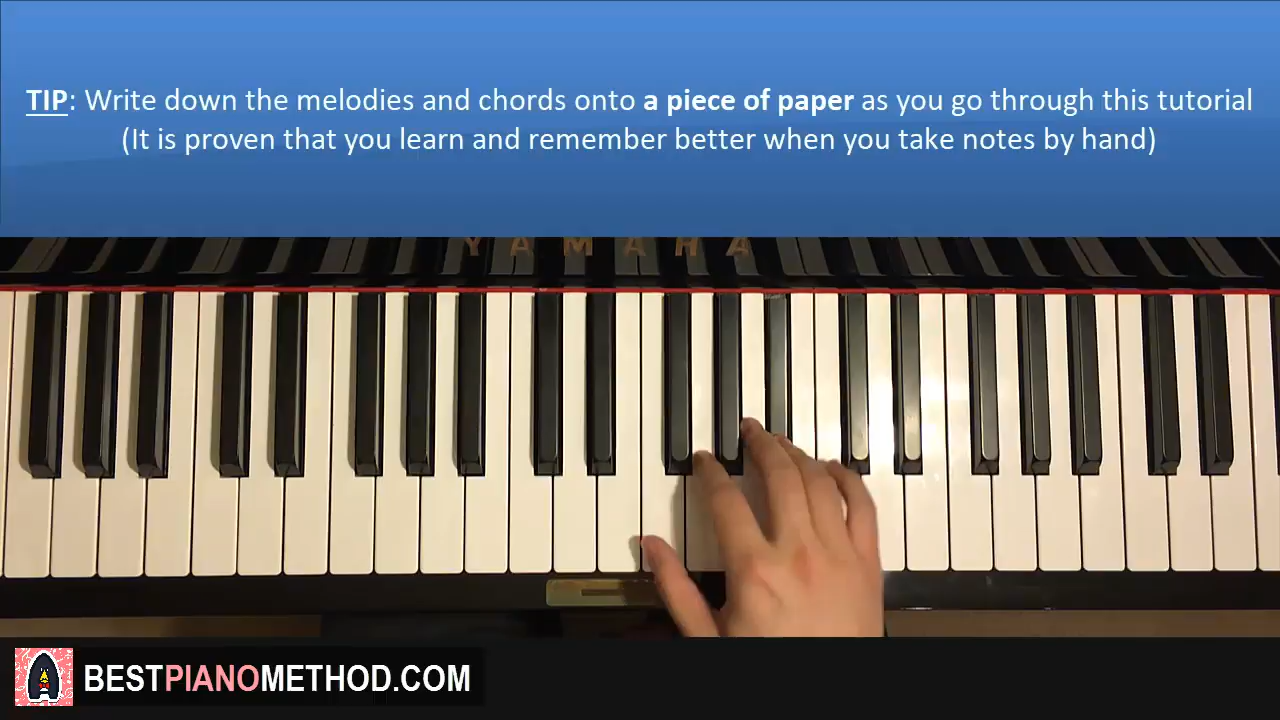 TIP: Write down the melodies and chords onto a piece of paper as you go through this tutorial
(It is proven that you learn and remember better when you take notes by hand)
YAMAHA
BESTPIANOMETHOD.COM